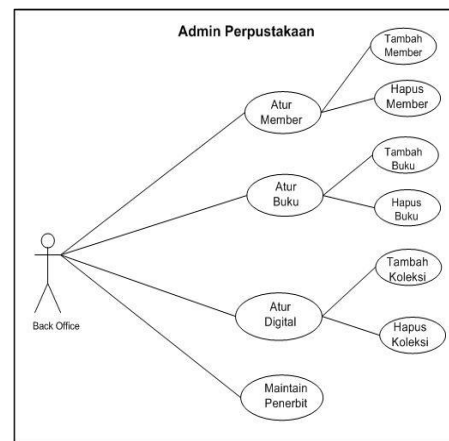 Admin Perpustakaan
Tambah
Member
Hapus
Member
Atur
Member
Tambah
Buku
Hapus
Buku
Atur
Buku
Tambah
Koleksi
Hapus
Koleksi
Atur
Digital
Back Office
Maintain
Penerbit